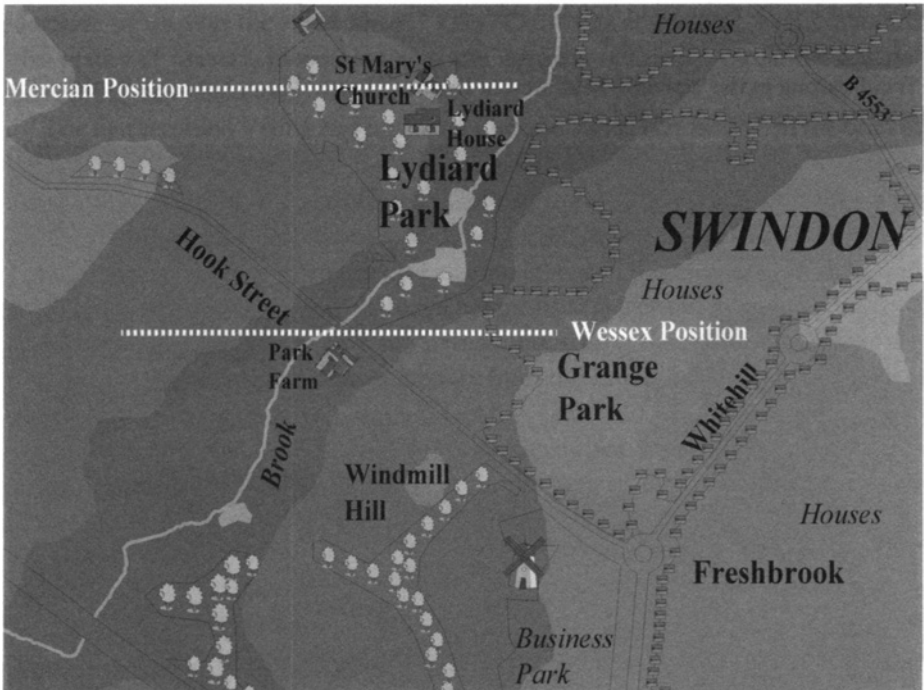 Houses
St Mary's
Church
Mercian Position
B 4553
Lydiard
House
Lydiard
Park
SWINDON
Hook Street
Houses
Wessex Position
Park
Farm
Grange
Park
Whitehill
Brook
Windmill
Hill
Houses
Freshbrook
Business
Park